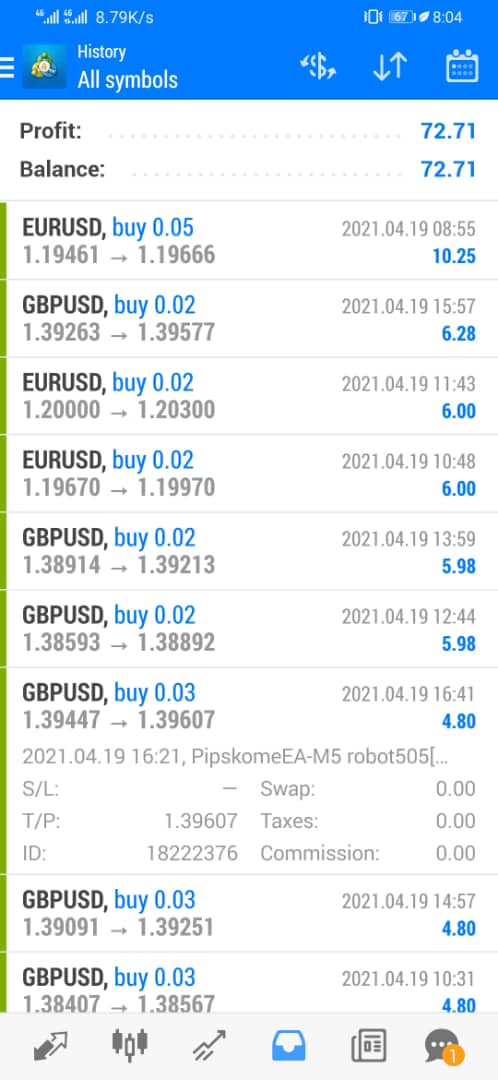 4G 4G 8.79K/s 67 8:04
History
All symbols
Profit: 72.71
Balance: 72.71
EURUSD, buy 0.05 2021.04.19 08:55
1.19461 → 1.19666 10.25
GBPUSD, buy 0.02 2021.04.19 15:57
1.39263 → 1.39577 6.28
EURUSD, buy 0.02 2021.04.19 11:43
1.20000 → 1.20300 6.00
EURUSD, buy 0.02 2021.04.19 10:48
1.19670 → 1.19970 6.00
GBPUSD, buy 0.02 2021.04.19 13:59
1.38914 → 1.39213 5.98
GBPUSD, buy 0.02 2021.04.19 12:44
1.38593 → 1.38892 5.98
GBPUSD, buy 0.03 2021.04.19 16:41
1.39447 → 1.39607 4.80
2021.04.19 16:21, PipskomeEA-M5 robot505[...
S/L: – Swap: 0.00
T/P: 1.39607 Taxes: 0.00
ID: 18222376 Commission: 0.00
GBPUSD, buy 0.03 2021.04.19 14:57
1.39091 → 1.39251 4.80
GBPUSD, buy 0.03 2021.04.19 10:31
1.38407 → 1.38567 4.80
1